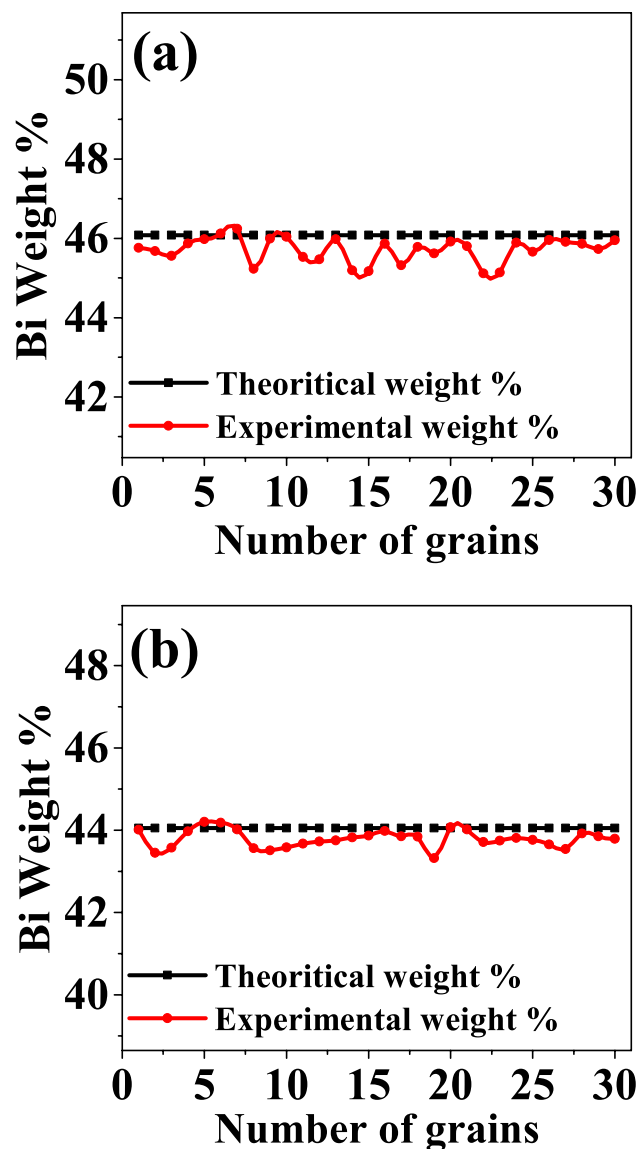 (a)
Bi Weight %
50
48
46
44
42
Theoritical weight %
Experimental weight %
0 5 10 15 20 25 30
Number of grains
(b)
Bi Weight %
48
46
44
42
40
Theoritical weight %
Experimental weight %
0 5 10 15 20 25 30
Number of grains